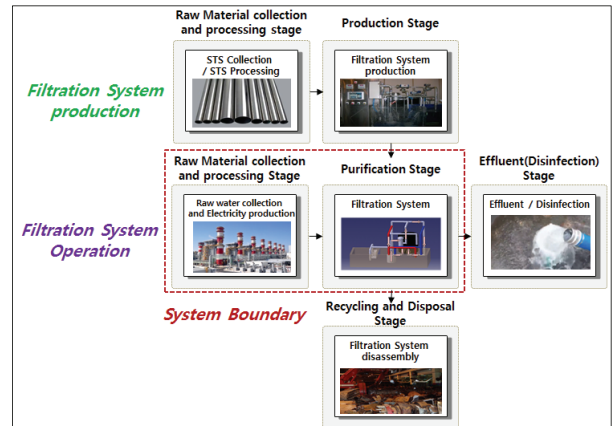 Raw Material collection
and processing stage
Production Stage
STS Collection
/ STS Processing
Filtration System
production
Filtration System
production
Raw Material collection
and processing Stage
Purification Stage
Effluent(Disinfection)
Stage
Raw water collection
and Electricity production
Filtration System
Effluent / Disinfection
Filtration System
Operation
System Boundary
Recycling and Disposal
Stage
Filtration System
disassembly